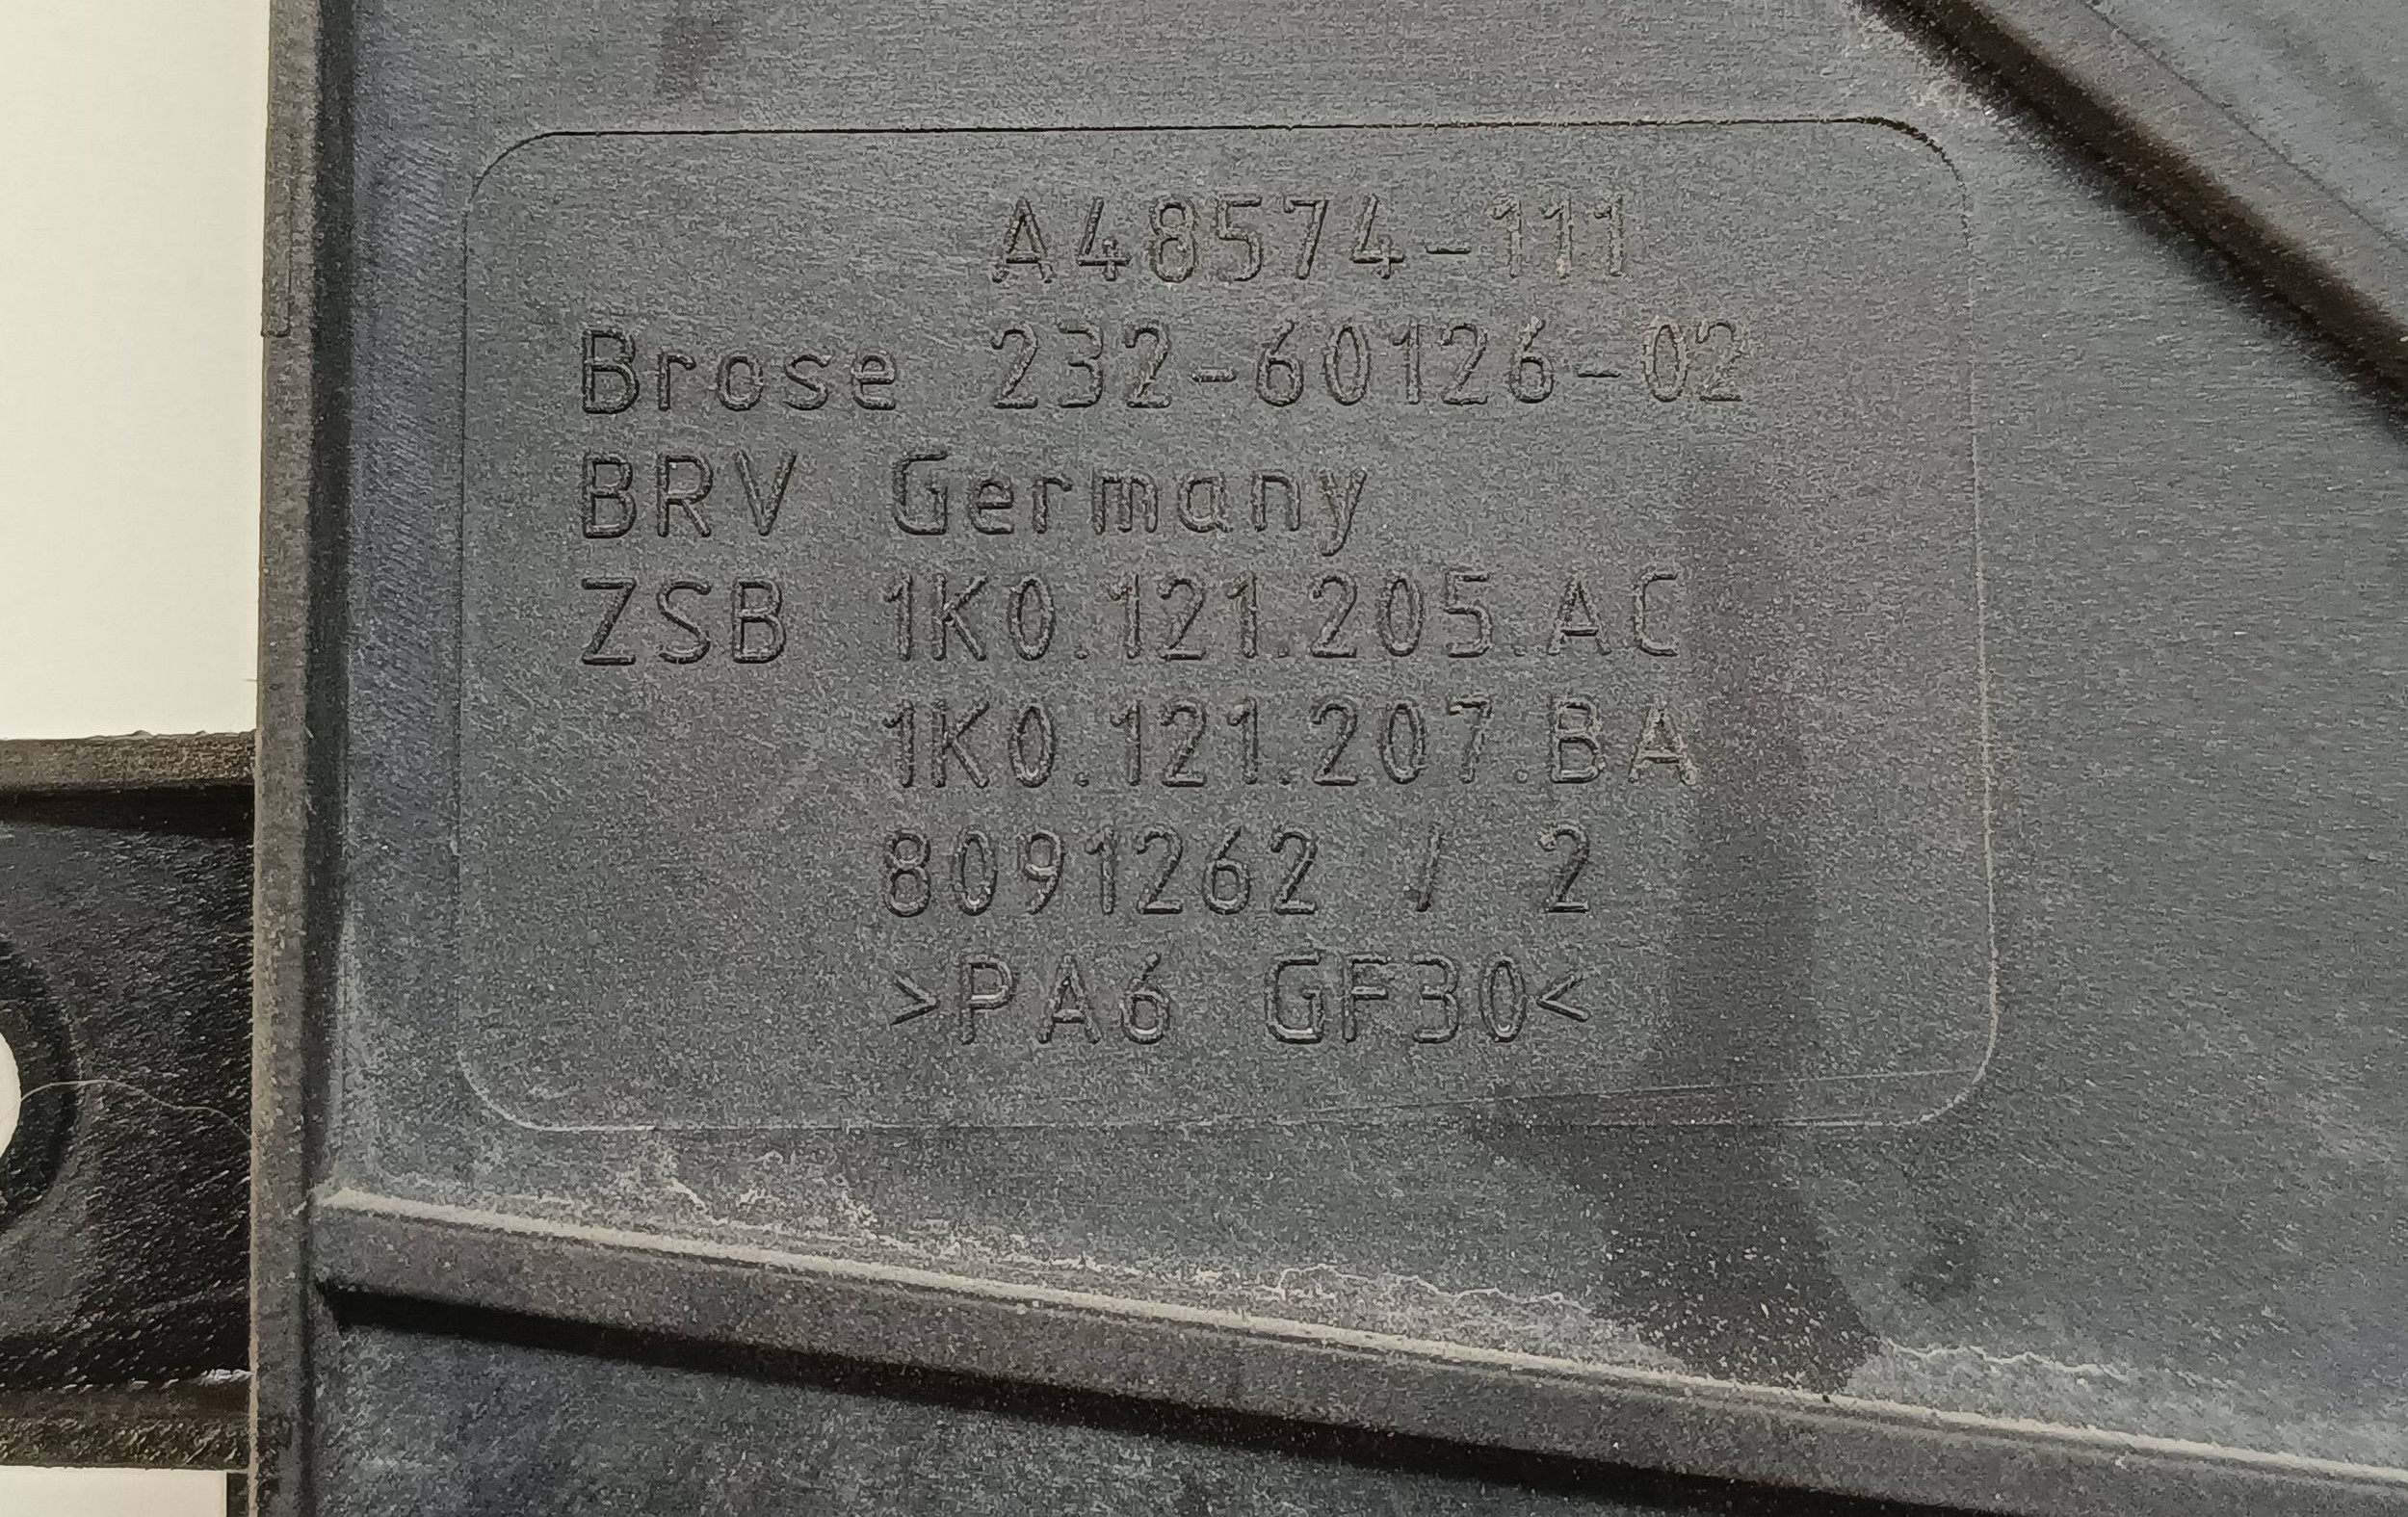 A48574-111
Brose 232-60126-02
BRV Germany
ZSB 1K0.121.205.AC
1K0.121.207.BA
8091262 / 2
>PA6 GF30<